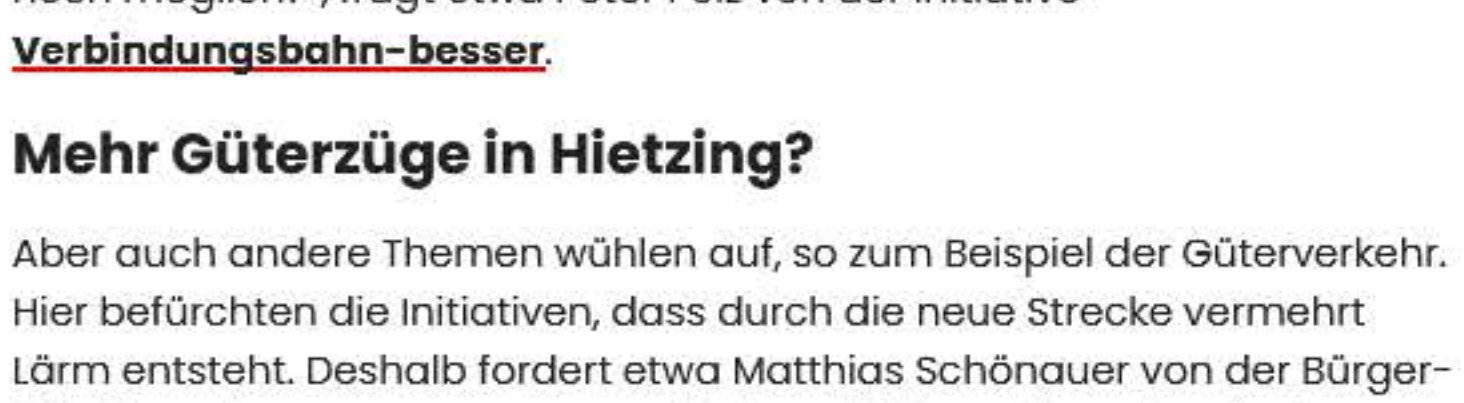 Verbindungsbahn-besser.
Mehr Güterzüge in Hietzing?
Aber auch andere Themen wühlen auf, so zum Beispiel der Güterverkehr.
Hier befürchten die Initiativen, dass durch die neue Strecke vermehrt
Lärm entsteht. Deshalb fordert etwa Matthias Schönauer von der Bürger-